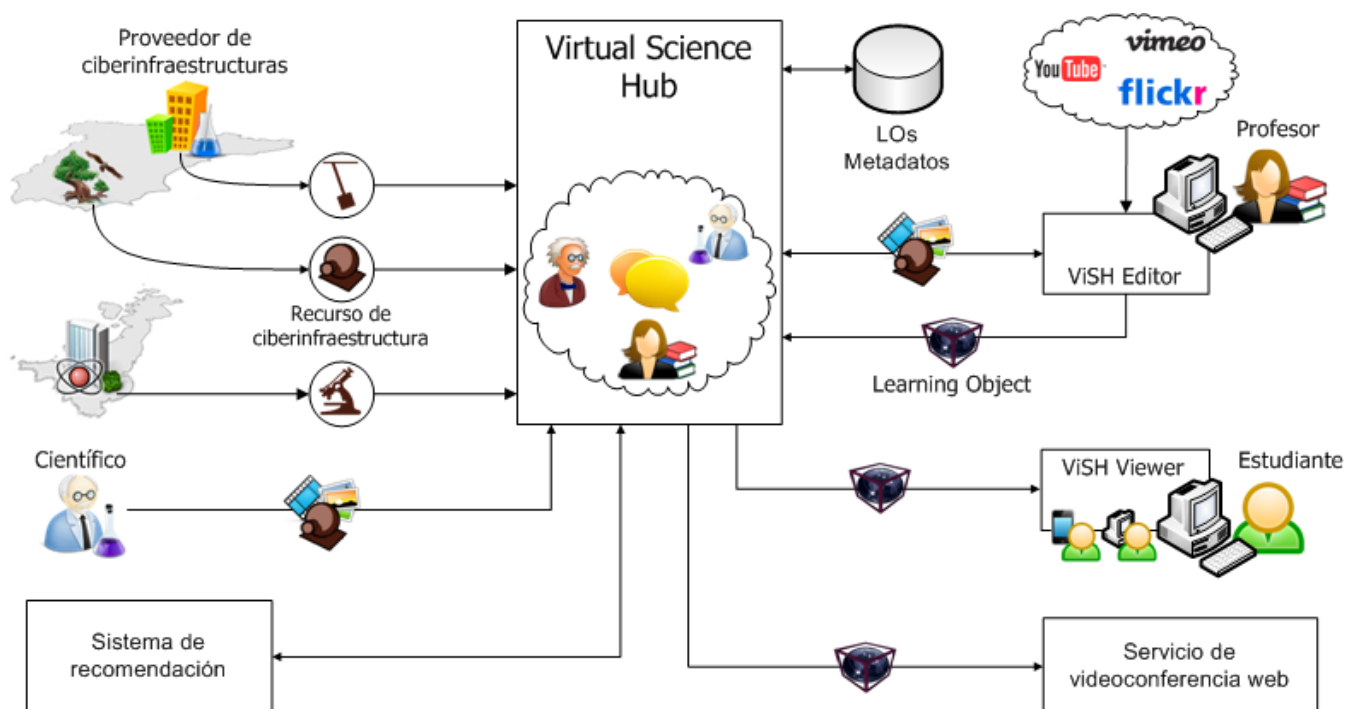 Proveedor de
ciberinfraestructuras
Virtual Science
Hub
LOs
Metadatos
vimeo
YouTube
flickr
Profesor
Recurso de
ciberinfraestructura
ViSH Editor
Learning Object
Científico
ViSH Viewer
Estudiante
Sistema de
recomendación
Servicio de
videoconferencia web